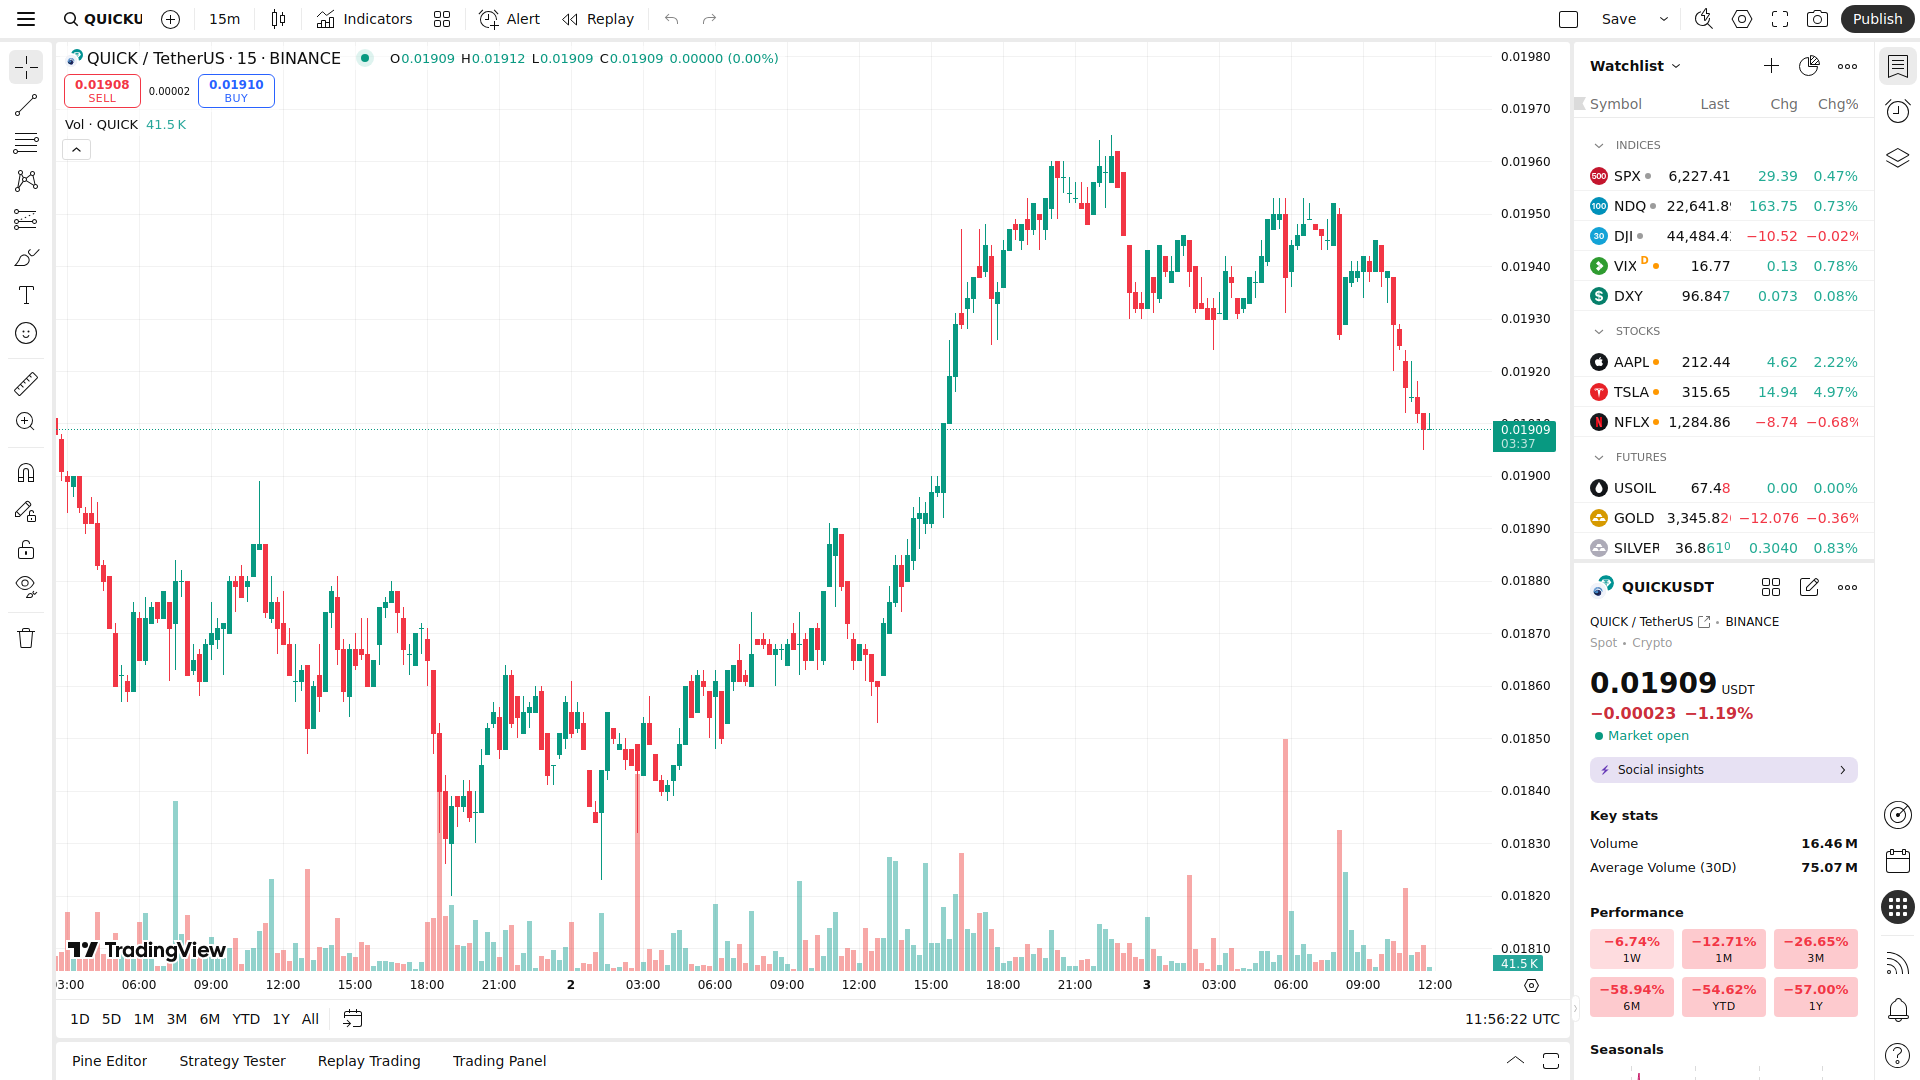 QUICKU 15m Indicators Alert Replay Save Publish
QUICK / TetherUS · 15 · BINANCE O0.01909 H0.01912 L0.01909 C0.01909 0.00000 (0.00%)
0.01908 SELL 0.00002 0.01910 BUY
Vol · QUICK 41.5 K
0.01980
0.01970
0.01960
0.01950
0.01940
0.01930
0.01920
0.01909
03:37
0.01900
0.01890
0.01880
0.01870
0.01860
0.01850
0.01840
0.01830
0.01820
0.01810
41.5 K
TradingView
06:00 09:00 12:00 15:00 18:00 21:00 2 03:00 06:00 09:00 12:00 15:00 18:00 21:00 3 03:00 06:00 09:00 12:00
1D 5D 1M 3M 6M YTD 1Y All 11:56:22 UTC
Pine Editor Strategy Tester Replay Trading Trading Panel
Watchlist
Symbol Last Chg Chg%
INDICES
500 SPX 6,227.41 29.39 0.47%
100 NDQ 22,641.8 163.75 0.73%
30 DJI 44,484.4 −10.52 −0.02%
VIX D 16.77 0.13 0.78%
DXY 96.847 0.073 0.08%
STOCKS
AAPL 212.44 4.62 2.22%
TSLA 315.65 14.94 4.97%
NFLX 1,284.86 −8.74 −0.68%
FUTURES
USOIL 67.48 0.00 0.00%
GOLD 3,345.82 −12.076 −0.36%
SILVER 36.8610 0.3040 0.83%
QUICKUSDT
QUICK / TetherUS • BINANCE
Spot • Crypto
0.01909 USDT
−0.00023 −1.19%
Market open
Social insights
Key stats
Volume 16.46 M
Average Volume (30D) 75.07 M
Performance
−6.74% −12.71% −26.65%
1W 1M 3M
−58.94% −54.62% −57.00%
6M YTD 1Y
Seasonals